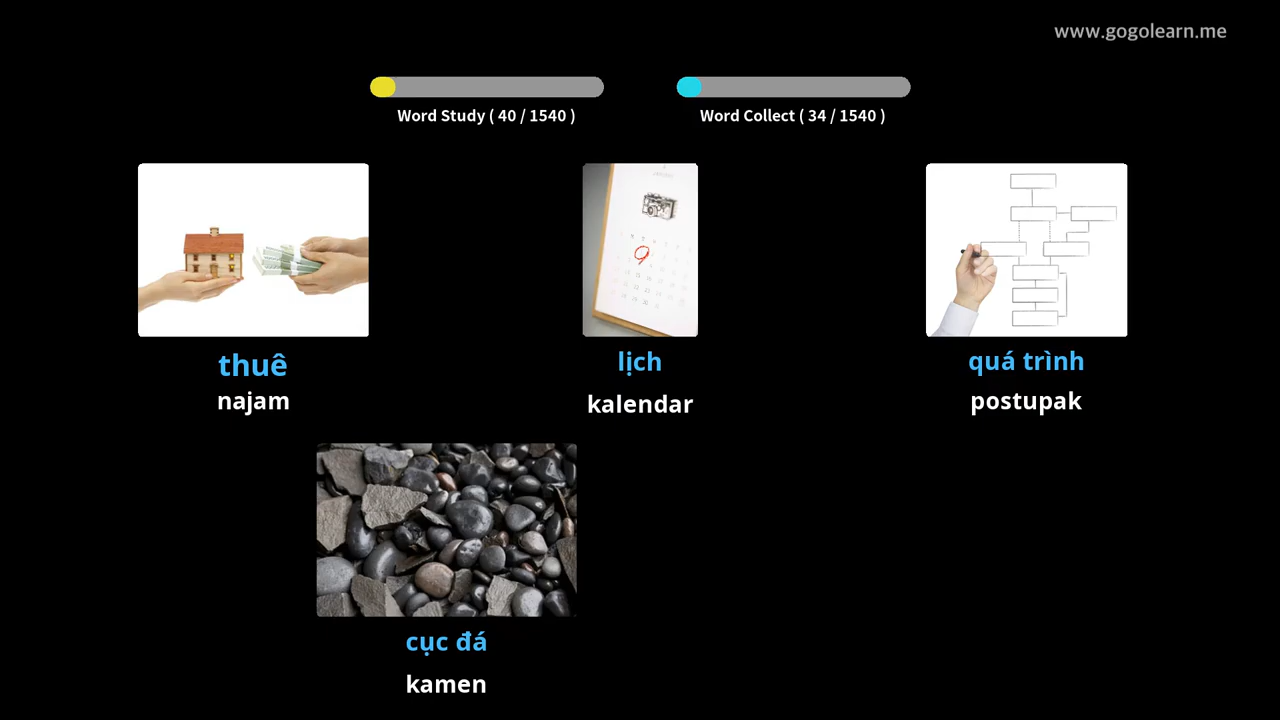 www.gogolearn.me
Word Study ( 40 / 1540 )
Word Collect ( 34 / 1540 )
thuê
najam
lịch
kalendar
quá trình
postupak
cục đá
kamen